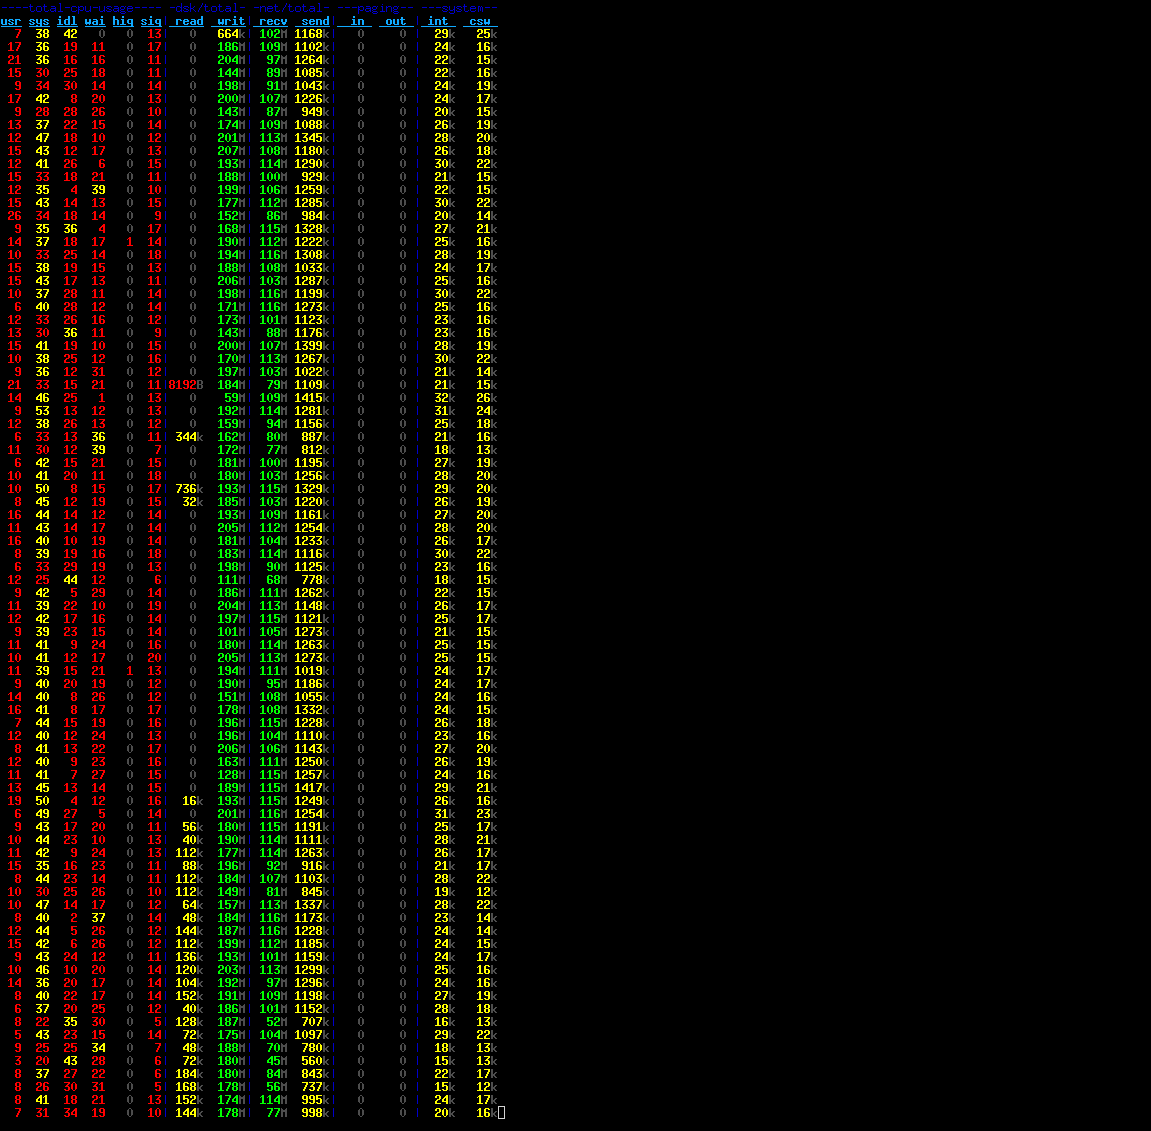 ----total-cpu-usage---- -dsk/total- -net/total- ---paging-- ---system--
usr sys idl wai hiq siq| read writ| recv send| in out | int csw
7 38 42 0 0 13| 0 664k| 102M 1168k| 0 0 | 29k 25k
17 36 19 11 0 17| 0 186M| 109M 1102k| 0 0 | 24k 16k
21 36 16 16 0 11| 0 204M| 97M 1264k| 0 0 | 22k 15k
15 30 25 18 0 11| 0 144M| 89M 1085k| 0 0 | 22k 16k
9 34 30 14 0 14| 0 198M| 91M 1043k| 0 0 | 24k 19k
17 42 8 20 0 13| 0 200M| 107M 1226k| 0 0 | 24k 17k
9 28 28 26 0 10| 0 143M| 87M 949k| 0 0 | 20k 15k
13 37 22 15 0 14| 0 174M| 109M 1088k| 0 0 | 26k 19k
12 47 18 10 0 12| 0 201M| 113M 1345k| 0 0 | 28k 20k
15 43 12 17 0 13| 0 207M| 108M 1180k| 0 0 | 26k 18k
12 41 26 6 0 15| 0 193M| 114M 1290k| 0 0 | 30k 22k
15 33 18 21 0 11| 0 188M| 100M 929k| 0 0 | 21k 15k
12 35 4 39 0 10| 0 199M| 106M 1259k| 0 0 | 22k 15k
15 43 14 13 0 15| 0 177M| 112M 1285k| 0 0 | 30k 22k
26 34 18 14 0 9| 0 152M| 86M 984k| 0 0 | 20k 14k
9 35 36 4 0 17| 0 168M| 115M 1328k| 0 0 | 27k 21k
14 37 18 17 1 14| 0 190M| 112M 1222k| 0 0 | 25k 16k
10 33 25 14 0 18| 0 194M| 116M 1308k| 0 0 | 28k 19k
15 38 19 15 0 13| 0 188M| 108M 1033k| 0 0 | 24k 17k
15 43 17 13 0 11| 0 206M| 103M 1287k| 0 0 | 25k 16k
10 37 28 11 0 14| 0 198M| 116M 1199k| 0 0 | 30k 22k
6 40 28 12 0 14| 0 171M| 116M 1273k| 0 0 | 25k 16k
12 33 26 16 0 12| 0 173M| 101M 1123k| 0 0 | 23k 16k
13 30 36 11 0 9| 0 143M| 88M 1176k| 0 0 | 23k 16k
15 41 19 10 0 15| 0 200M| 107M 1399k| 0 0 | 28k 19k
10 38 25 12 0 16| 0 170M| 113M 1267k| 0 0 | 30k 22k
9 36 12 31 0 12| 0 197M| 103M 1022k| 0 0 | 21k 14k
21 33 15 21 0 11|8192B 184M| 79M 1109k| 0 0 | 21k 15k
14 46 25 1 0 13| 0 59M| 109M 1415k| 0 0 | 32k 26k
9 53 13 12 0 13| 0 192M| 114M 1281k| 0 0 | 31k 24k
12 38 26 13 0 12| 0 159M| 94M 1156k| 0 0 | 25k 18k
6 33 13 36 0 11| 344k 162M| 80M 887k| 0 0 | 21k 16k
11 30 12 39 0 7| 0 172M| 77M 812k| 0 0 | 18k 13k
6 42 15 21 0 15| 0 181M| 100M 1195k| 0 0 | 27k 19k
10 41 20 11 0 18| 0 180M| 103M 1256k| 0 0 | 28k 20k
10 50 8 15 0 17| 736k 193M| 115M 1329k| 0 0 | 29k 20k
8 45 12 19 0 15| 32k 185M| 103M 1220k| 0 0 | 26k 19k
16 44 14 12 0 14| 0 193M| 109M 1161k| 0 0 | 27k 20k
11 43 14 17 0 14| 0 205M| 112M 1254k| 0 0 | 28k 20k
16 40 10 19 0 14| 0 181M| 104M 1233k| 0 0 | 26k 17k
8 39 19 16 0 18| 0 183M| 114M 1116k| 0 0 | 30k 22k
6 33 29 19 0 13| 0 198M| 90M 1125k| 0 0 | 23k 16k
12 25 44 12 0 6| 0 111M| 68M 778k| 0 0 | 18k 15k
9 42 5 29 0 14| 0 186M| 111M 1262k| 0 0 | 22k 15k
11 39 22 10 0 19| 0 204M| 113M 1148k| 0 0 | 26k 17k
12 42 17 16 0 14| 0 197M| 115M 1121k| 0 0 | 25k 17k
9 39 23 15 0 14| 0 101M| 105M 1273k| 0 0 | 21k 15k
11 41 9 24 0 16| 0 180M| 114M 1263k| 0 0 | 25k 15k
10 41 12 17 0 20| 0 205M| 113M 1273k| 0 0 | 25k 15k
11 39 15 21 1 13| 0 194M| 111M 1019k| 0 0 | 24k 17k
9 40 20 19 0 12| 0 190M| 95M 1186k| 0 0 | 24k 17k
14 40 8 26 0 12| 0 151M| 108M 1055k| 0 0 | 24k 16k
16 41 8 17 0 17| 0 178M| 108M 1332k| 0 0 | 24k 15k
7 44 15 19 0 16| 0 196M| 115M 1228k| 0 0 | 26k 18k
12 40 12 24 0 13| 0 196M| 104M 1110k| 0 0 | 23k 16k
8 41 13 22 0 17| 0 206M| 106M 1143k| 0 0 | 27k 20k
12 40 9 23 0 16| 0 163M| 111M 1250k| 0 0 | 26k 19k
11 41 7 27 0 15| 0 128M| 115M 1257k| 0 0 | 24k 16k
13 45 13 14 0 15| 0 189M| 115M 1417k| 0 0 | 29k 21k
19 50 4 12 0 16| 16k 193M| 115M 1249k| 0 0 | 26k 16k
6 49 27 5 0 14| 0 201M| 116M 1254k| 0 0 | 31k 23k
9 43 17 20 0 11| 56k 180M| 115M 1191k| 0 0 | 25k 17k
10 44 23 10 0 13| 40k 190M| 114M 1111k| 0 0 | 28k 21k
11 42 9 24 0 13| 112k 177M| 114M 1263k| 0 0 | 26k 17k
15 35 16 23 0 11| 88k 196M| 92M 916k| 0 0 | 21k 17k
8 44 23 14 0 11| 112k 184M| 107M 1103k| 0 0 | 28k 22k
10 30 25 26 0 10| 112k 149M| 81M 845k| 0 0 | 19k 12k
10 47 14 17 0 12| 64k 157M| 113M 1337k| 0 0 | 28k 22k
8 40 2 37 0 14| 48k 184M| 116M 1173k| 0 0 | 23k 14k
12 44 5 26 0 12| 144k 187M| 116M 1228k| 0 0 | 24k 14k
15 42 6 26 0 12| 112k 199M| 112M 1185k| 0 0 | 24k 15k
9 43 24 12 0 11| 136k 193M| 101M 1159k| 0 0 | 24k 17k
10 46 10 20 0 14| 120k 203M| 113M 1299k| 0 0 | 25k 16k
14 36 20 17 0 14| 104k 192M| 97M 1296k| 0 0 | 24k 16k
8 40 22 17 0 14| 152k 191M| 109M 1198k| 0 0 | 27k 19k
6 37 20 25 0 12| 40k 186M| 101M 1152k| 0 0 | 28k 18k
8 22 35 30 0 5| 128k 187M| 52M 707k| 0 0 | 16k 13k
5 43 23 15 0 14| 72k 175M| 104M 1097k| 0 0 | 29k 22k
9 25 25 34 0 7| 48k 188M| 70M 780k| 0 0 | 18k 13k
3 20 43 28 0 6| 72k 180M| 45M 560k| 0 0 | 15k 13k
8 37 27 22 0 6| 184k 180M| 84M 843k| 0 0 | 22k 17k
8 26 30 31 0 5| 168k 178M| 56M 737k| 0 0 | 15k 12k
8 41 18 21 0 13| 152k 174M| 114M 995k| 0 0 | 24k 17k
7 31 34 19 0 10| 144k 178M| 77M 998k| 0 0 | 20k 16k